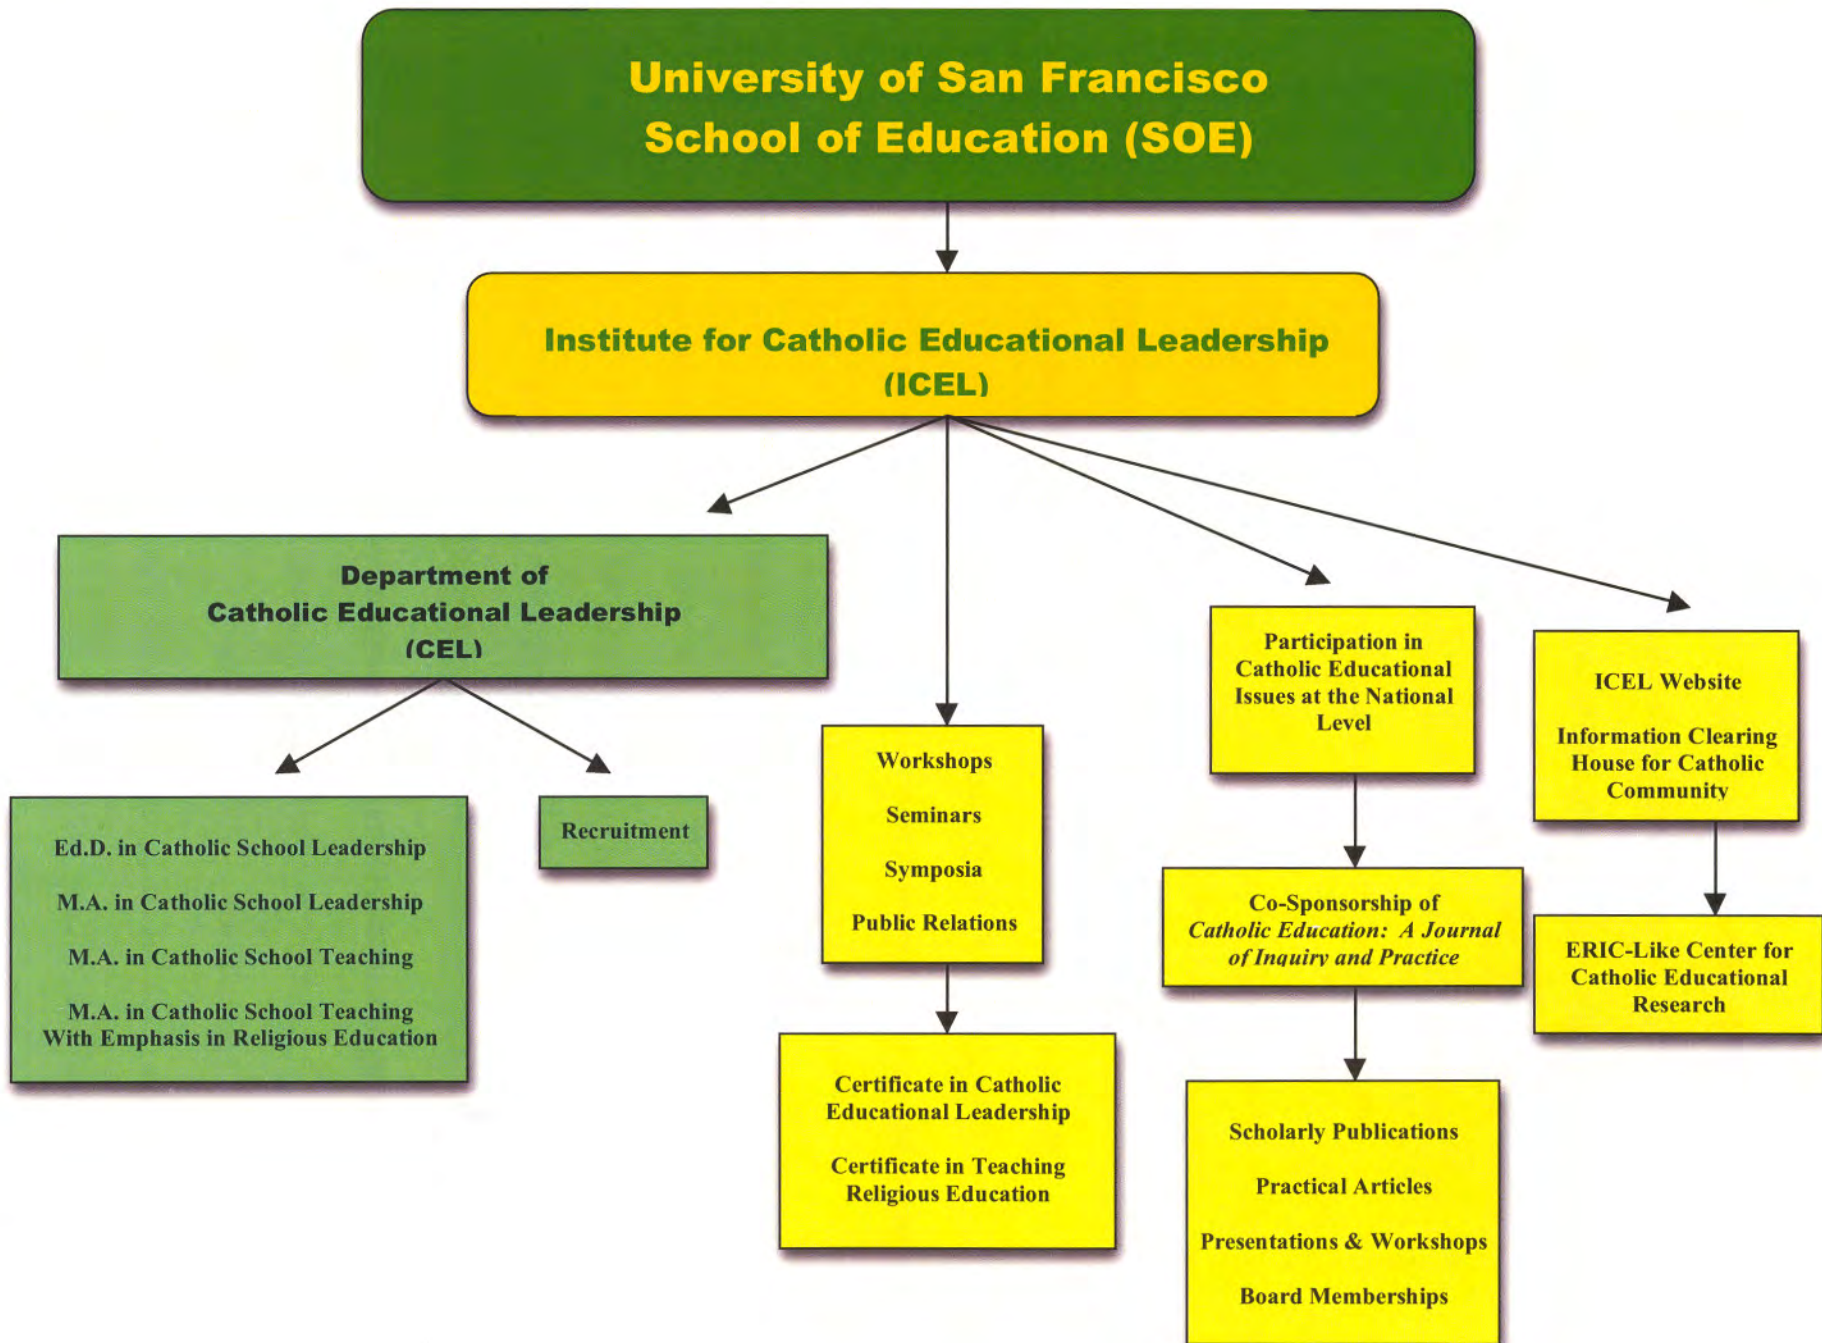 University of San Francisco
School of Education (SOE)
Institute for Catholic Educational Leadership
(ICEL)
Department of
Catholic Educational Leadership
(CEL)
Ed.D. in Catholic School Leadership
M.A. in Catholic School Leadership
M.A. in Catholic School Teaching
M.A. in Catholic School Teaching
With Emphasis in Religious Education
Recruitment
Workshops
Seminars
Symposia
Public Relations
Certificate in Catholic
Educational Leadership
Certificate in Teaching
Religious Education
Participation in
Catholic Educational
Issues at the National
Level
Co-Sponsorship of
Catholic Education: A Journal
of Inquiry and Practice
Scholarly Publications
Practical Articles
Presentations & Workshops
Board Memberships
ICEL Website
Information Clearing
House for Catholic
Community
ERIC-Like Center for
Catholic Educational
Research